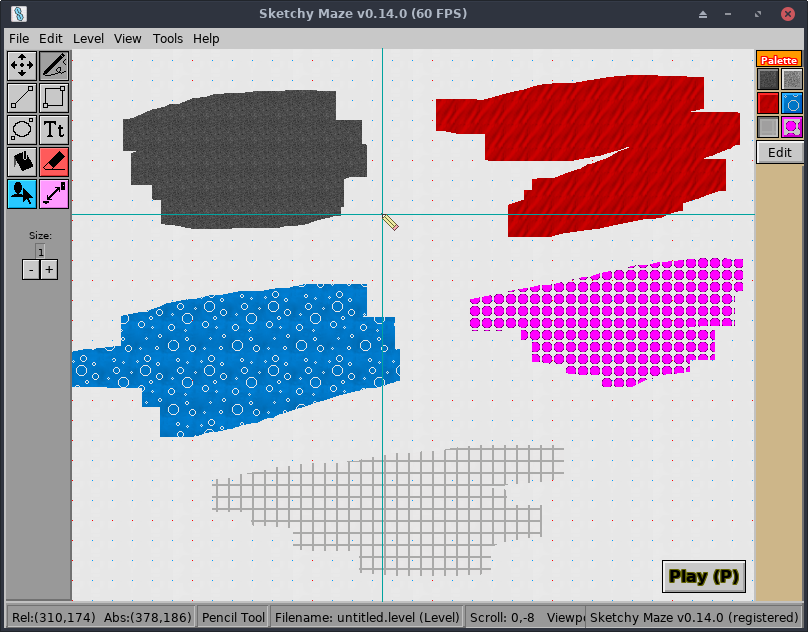 Sketchy Maze v0.14.0 (60 FPS)
File Edit Level View Tools Help
Palette
Tt
Edit
Size:
1
- +
Play (P)
Rel:(310,174) Abs:(378,186) Pencil Tool Filename: untitled.level (Level) Scroll: 0,-8 Viewpo Sketchy Maze v0.14.0 (registered)